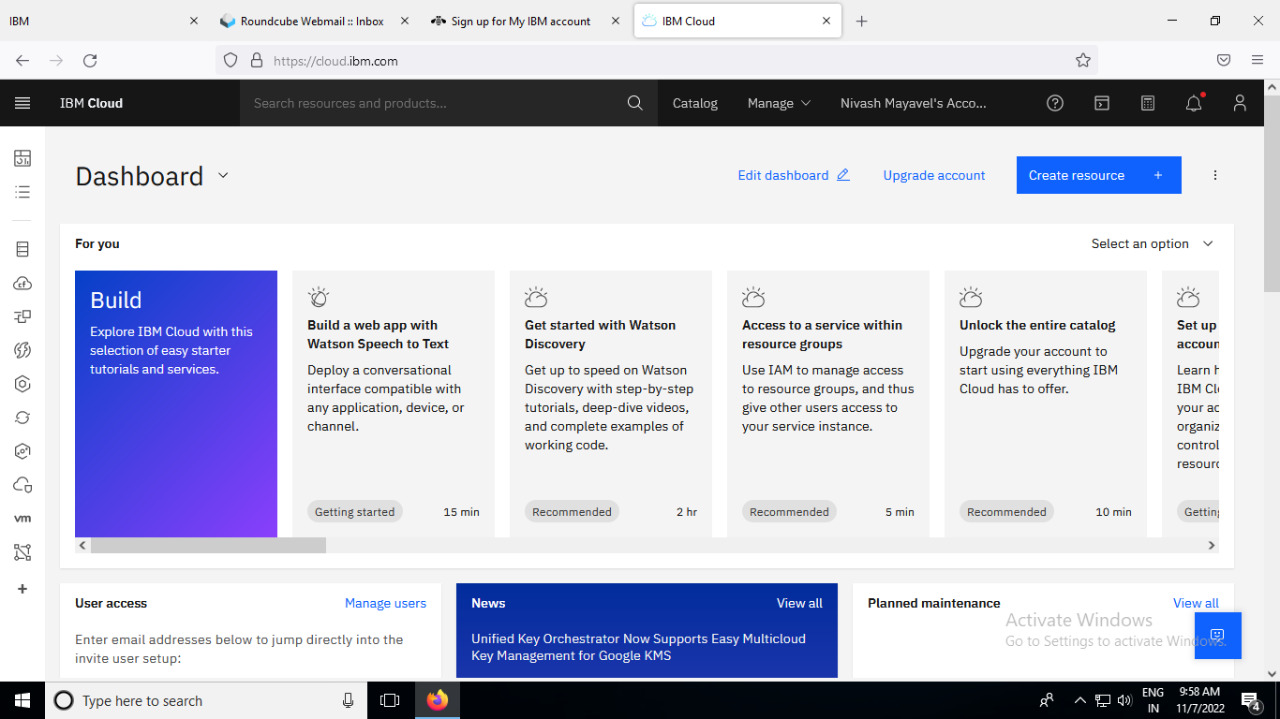 IBM
Roundcube Webmail :: Inbox
Sign up for My IBM account
IBM Cloud
https://cloud.ibm.com
IBM Cloud
Search resources and products...
Catalog
Manage
Nivash Mayavel's Acco...
Dashboard
Edit dashboard
Upgrade account
Create resource +
For you
Select an option
Build
Explore IBM Cloud with this
selection of easy starter
tutorials and services.
Build a web app with
Watson Speech to Text
Deploy a conversational
interface compatible with
any application, device, or
channel.
Getting started
15 min
Get started with Watson
Discovery
Get up to speed on Watson
Discovery with step-by-step
tutorials, deep-dive videos,
and complete examples of
working code.
Recommended
2 hr
Access to a service within
resource groups
Use IAM to manage access
to resource groups, and thus
give other users access to
your service instance.
Recommended
5 min
Unlock the entire catalog
Upgrade your account to
start using everything IBM
Cloud has to offer.
Recommended
10 min
Set up
accoun
Learn h
IBM Cl
your ac
organiz
control
resourc
Getting
vm
User access
Manage users
Enter email addresses below to jump directly into the
invite user setup:
News
View all
Unified Key Orchestrator Now Supports Easy Multicloud
Key Management for Google KMS
Planned maintenance
View all
Activate Windows
Go to Settings to activate Windows.
Type here to search
ENG
IN
9:58 AM
11/7/2022
4